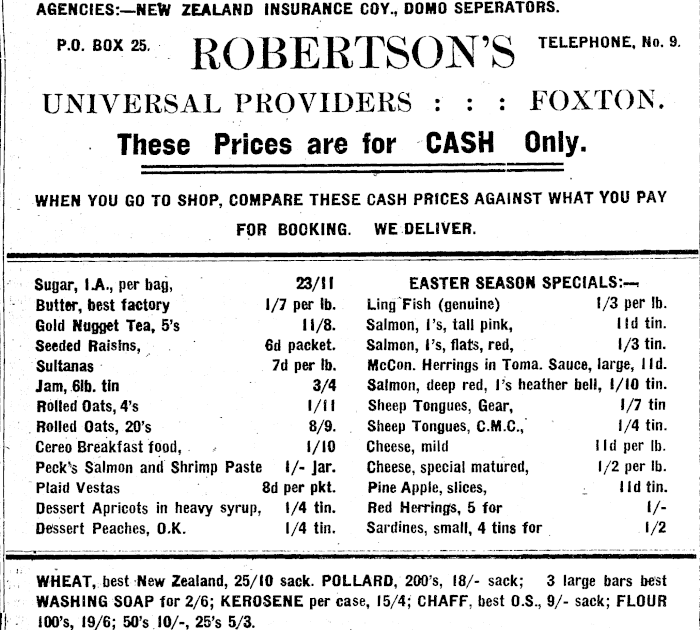 AGENCIES:—NEW ZEALAND INSURANCE COY., DOMO SEPERATORS.
P.O. BOX 25.
ROBERTSON'S
TELEPHONE, No. 9.
UNIVERSAL PROVIDERS : : : FOXTON.
These Prices are for CASH Only.
WHEN YOU GO TO SHOP, COMPARE THESE CASH PRICES AGAINST WHAT YOU PAY
FOR BOOKING. WE DELIVER.
Sugar, I.A., per bag, 23/11
Butter, best factory 1/7 per lb.
Gold Nugget Tea, 5's 11/8.
Seeded Raisins, 6d packet.
Sultanas 7d per lb.
Jam, 6lb. tin 3/4
Rolled Oats, 4's 1/11
Rolled Oats, 20's 8/9.
Cereo Breakfast food, 1/10
Peck's Salmon and Shrimp Paste 1/- jar.
Plaid Vestas 8d per pkt.
Dessert Apricots in heavy syrup, 1/4 tin.
Dessert Peaches, O.K. 1/4 tin.
EASTER SEASON SPECIALS:—
Ling Fish (genuine) 1/3 per lb.
Salmon, 1's, tall pink, 11d tin.
Salmon, 1's, flats, red, 1/3 tin.
McCon. Herrings in Toma. Sauce, large, 11d.
Salmon, deep red, 1's heather bell, 1/10 tin.
Sheep Tongues, Gear, 1/7 tin
Sheep Tongues, C.M.C., 1/4 tin.
Cheese, mild 11d per lb.
Cheese, special matured, 1/2 per lb.
Pine Apple, slices, 11d tin.
Red Herrings, 5 for 1/-
Sardines, small, 4 tins for 1/2
WHEAT, best New Zealand, 25/10 sack. POLLARD, 200's, 18/- sack; 3 large bars best
WASHING SOAP for 2/6; KEROSENE per case, 15/4; CHAFF, best O.S., 9/- sack; FLOUR
100's, 19/6; 50's 10/-, 25's 5/3.